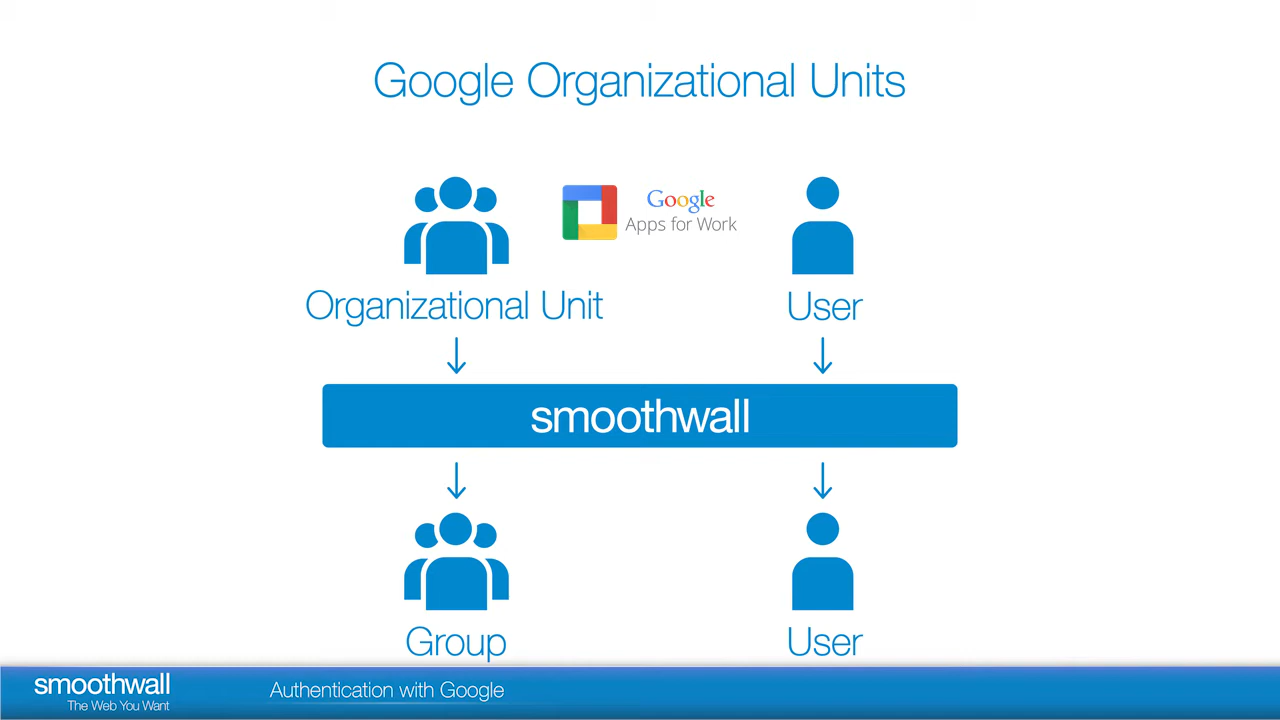 Google Organizational Units
Google
Apps for Work
Organizational Unit
User
smoothwall
Group
User
smoothwall
The Web You Want
Authentication with Google